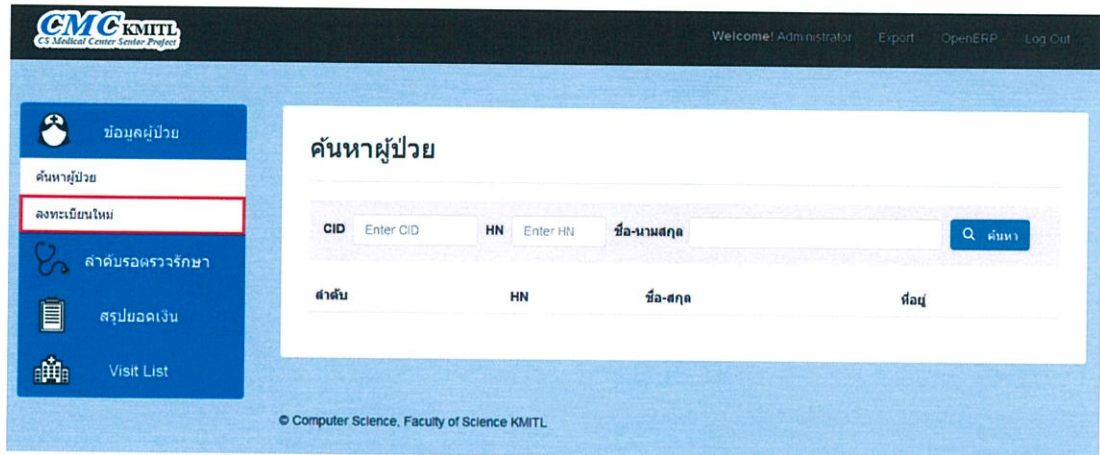 CMC KMITL
CS Medical Center Senior Project
Welcome! Administrator Export OpenERP Log Out
ข้อมูลผู้ป่วย
ค้นหาผู้ป่วย
ลงทะเบียนใหม่
ลำดับรอตรวจรักษา
สรุปยอดเงิน
Visit List
ค้นหาผู้ป่วย
CID Enter CID HN Enter HN ชื่อ-นามสกุล ค้นหา
ลำดับ HN ชื่อ-สกุล ที่อยู่
© Computer Science, Faculty of Science KMITL